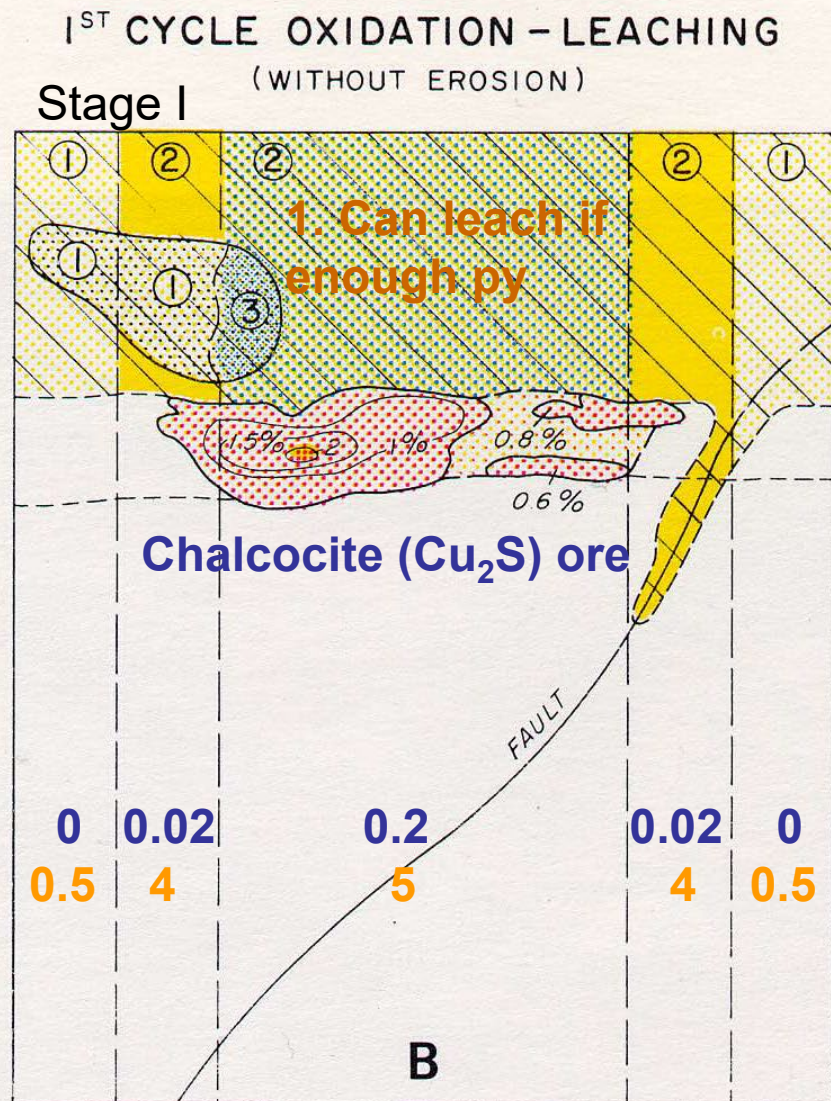 1ST CYCLE OXIDATION – LEACHING
(WITHOUT EROSION)
Stage I
1 2 2 2 1
1. Can leach if
enough py
1 1 3
1.5% 2 1% 0.8%
0.6%
Chalcocite (Cu₂S) ore
FAULT
0 0.02 0.2 0.02 0
0.5 4 5 4 0.5
B